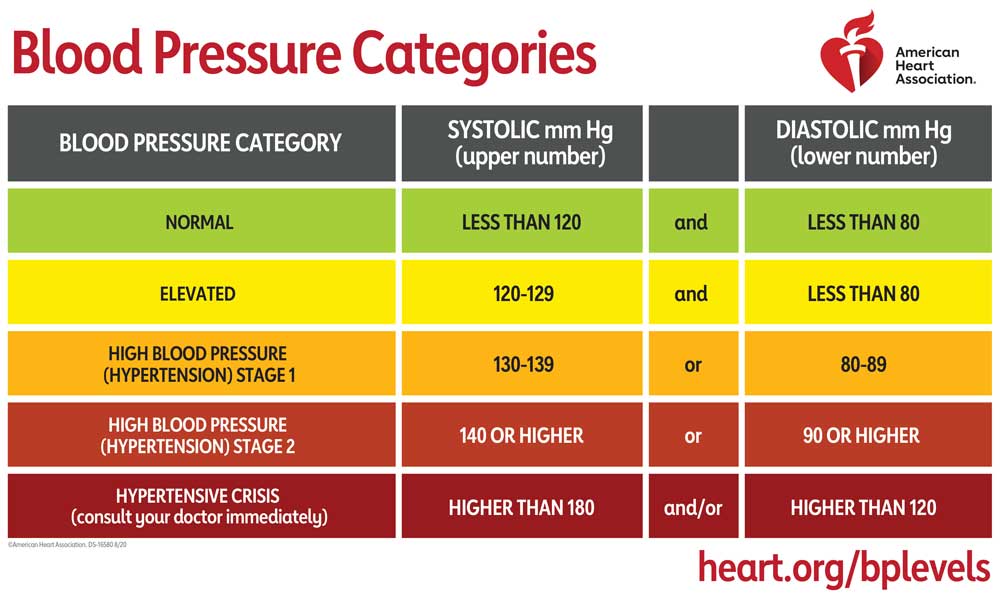 Blood Pressure Categories
American
Heart
Association.
BLOOD PRESSURE CATEGORY
SYSTOLIC mm Hg
(upper number)
DIASTOLIC mm Hg
(lower number)
NORMAL
LESS THAN 120
and
LESS THAN 80
ELEVATED
120-129
and
LESS THAN 80
HIGH BLOOD PRESSURE
(HYPERTENSION) STAGE 1
130-139
or
80-89
HIGH BLOOD PRESSURE
(HYPERTENSION) STAGE 2
140 OR HIGHER
or
90 OR HIGHER
HYPERTENSIVE CRISIS
(consult your doctor immediately)
HIGHER THAN 180
and/or
HIGHER THAN 120
©American Heart Association. DS-16580 8/20
heart.org/bplevels